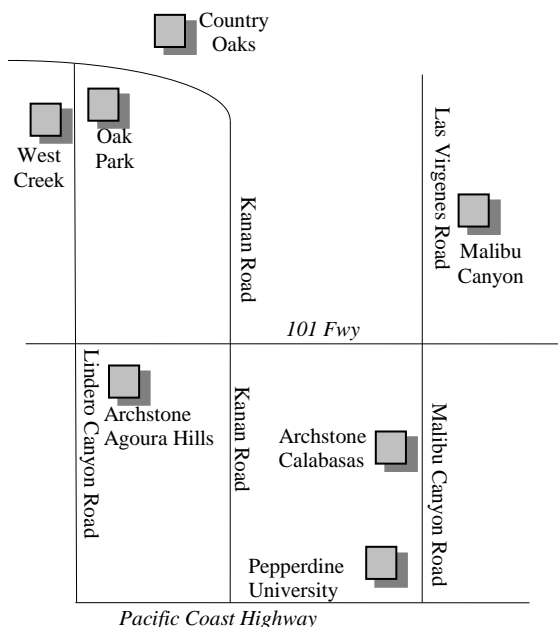 Country
Oaks
Oak
Park
West
Creek
Kanan Road
Las Virgenes Road
Malibu
Canyon
101 Fwy
Lindero Canyon Road
Archstone
Agoura Hills
Kanan Road
Archstone
Calabasas
Malibu Canyon Road
Pepperdine
University
Pacific Coast Highway